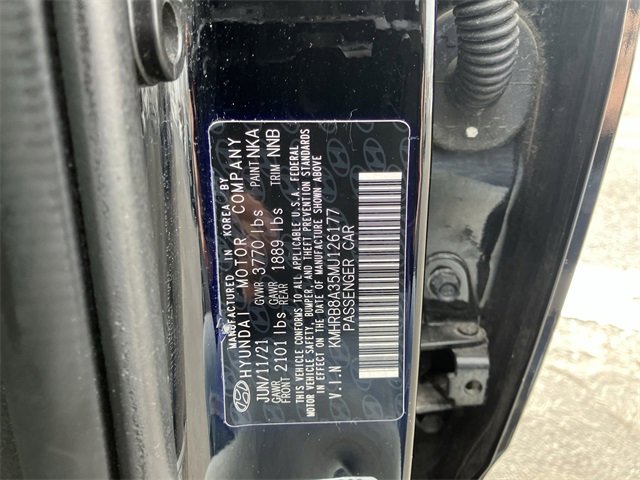 MANUFACTURED IN KOREA BY
HYUNDAI MOTOR COMPANY
JUN/11/21 GVWR 3770 lbs PAINT NKA
GAWR FRONT 2101 lbs GAWR REAR 1889 lbs TRIM NNB
THIS VEHICLE CONFORMS TO ALL APPLICABLE U.S.A. FEDERAL
MOTOR VEHICLE SAFETY, BUMPER, AND THEFT PREVENTION STANDARDS
IN EFFECT ON THE DATE OF MANUFACTURE SHOWN ABOVE
V.I.N KMHRB8A35MU126177
PASSENGER CAR